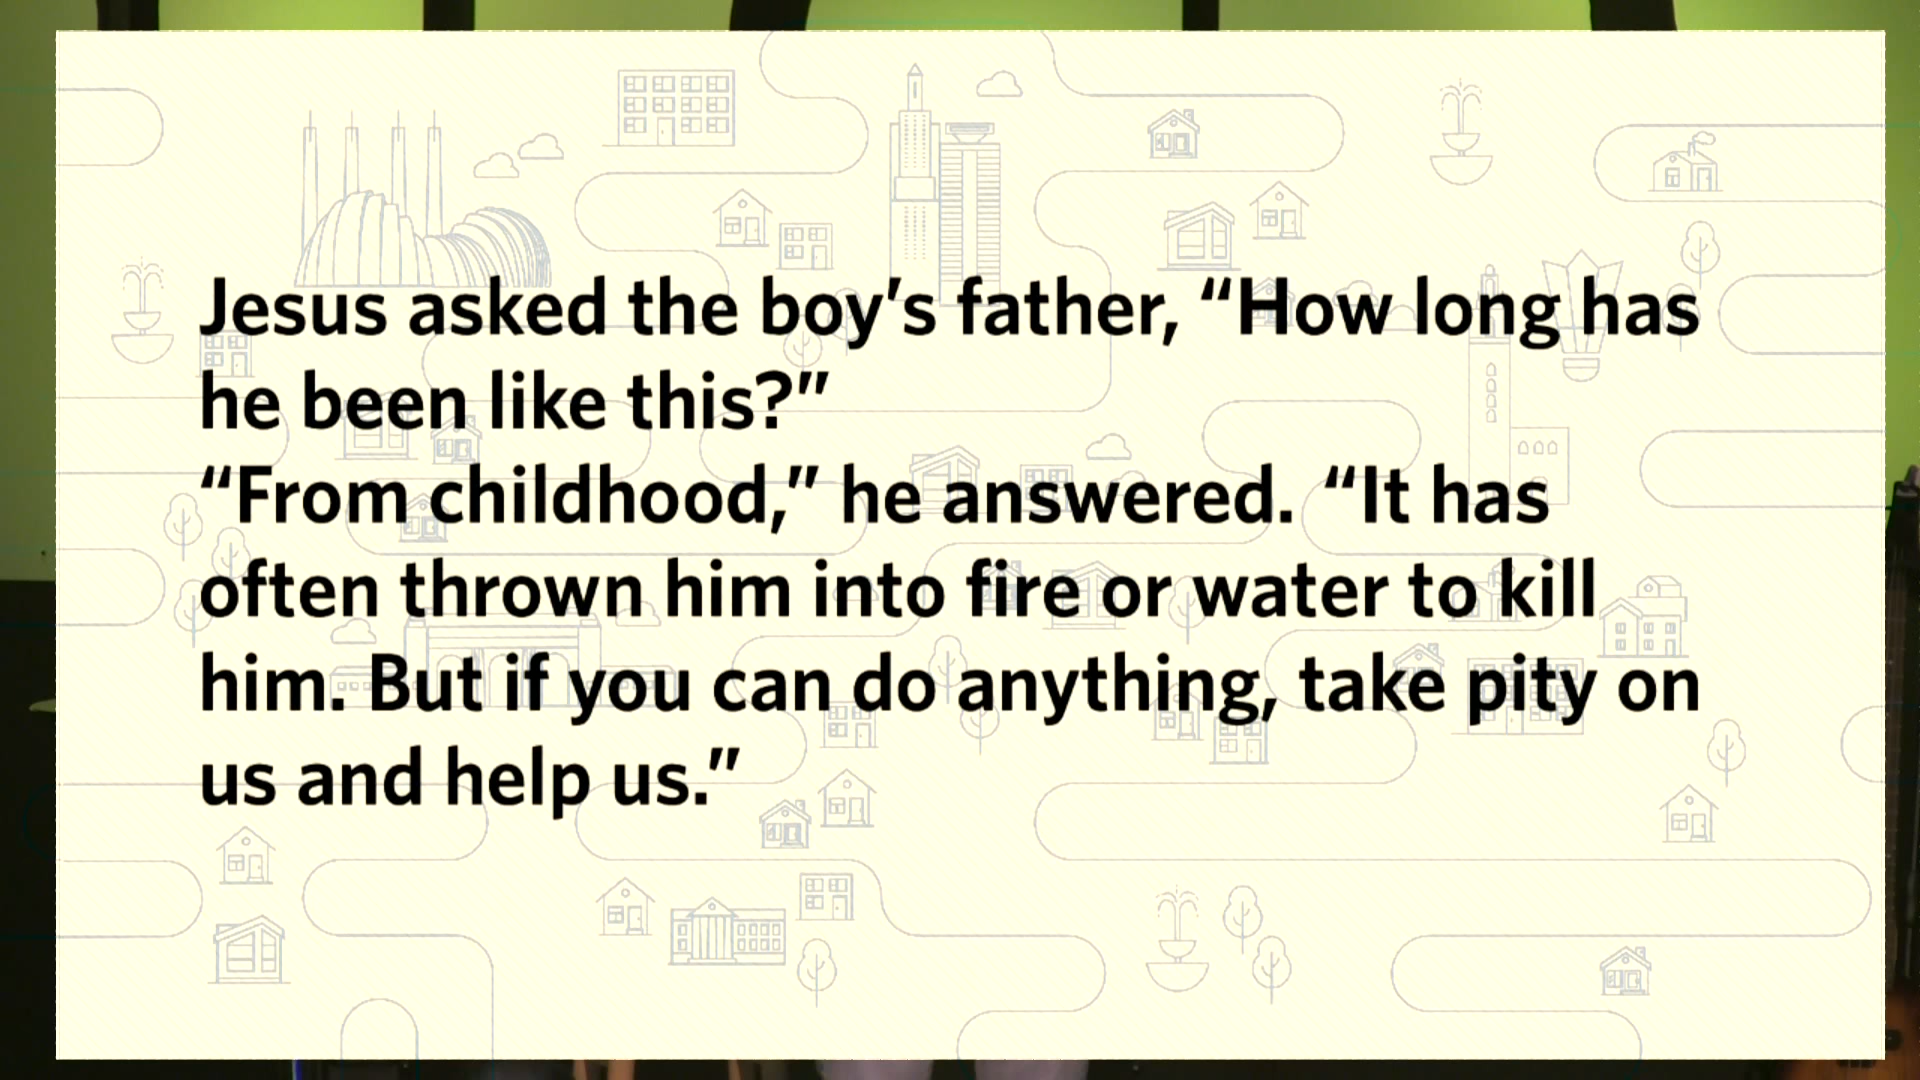 Jesus asked the boy’s father, “How long has
he been like this?”
“From childhood,” he answered. “It has
often thrown him into fire or water to kill
him. But if you can do anything, take pity on
us and help us.”